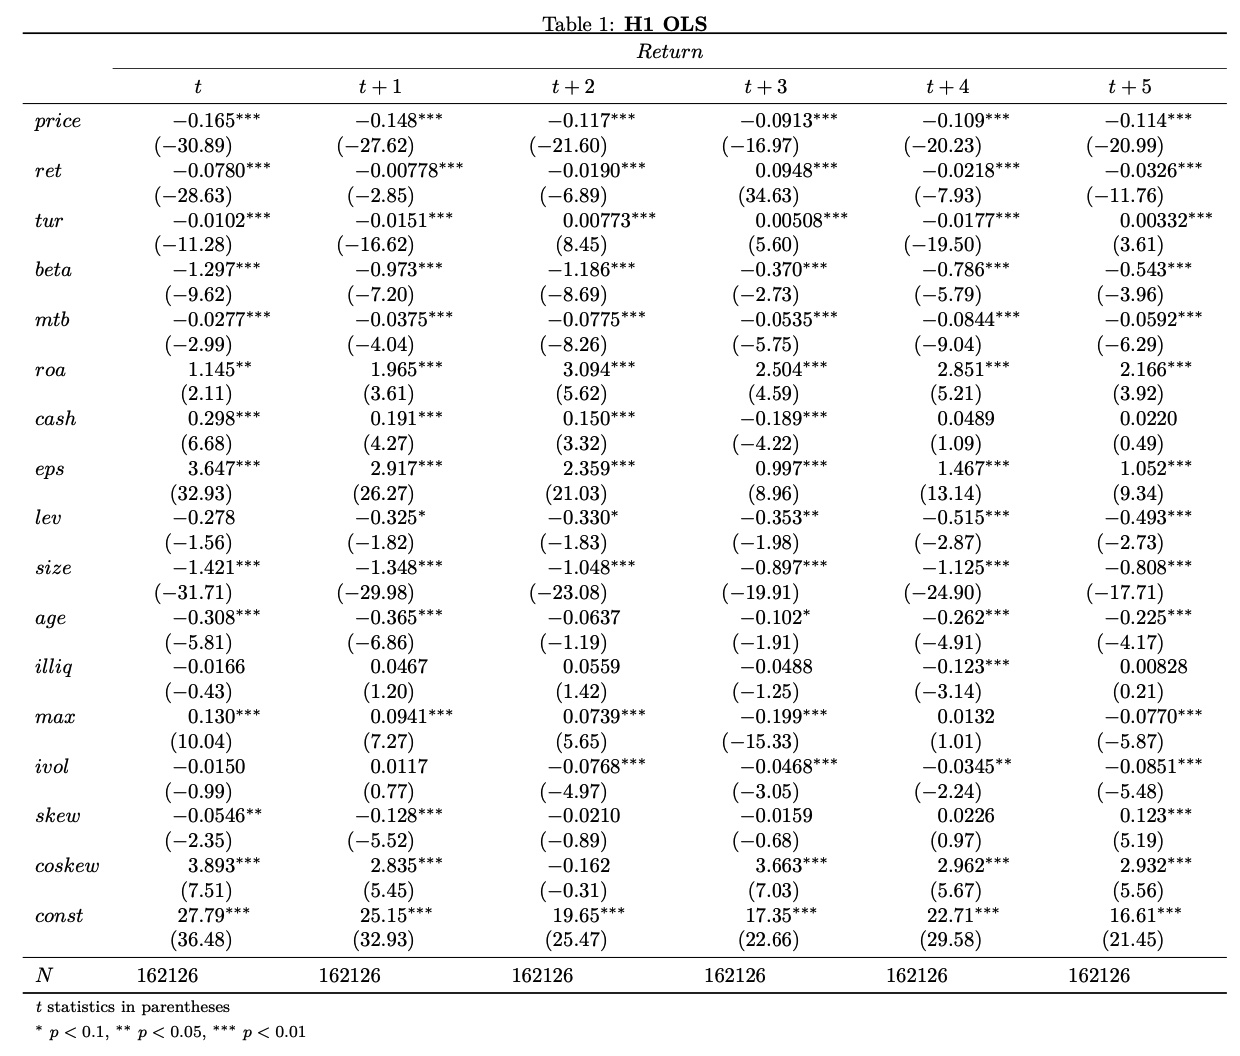 Table 1: H1 OLS
Return
t t + 1 t + 2 t + 3 t + 4 t + 5
price −0.165*** −0.148*** −0.117*** −0.0913*** −0.109*** −0.114***
(−30.89) (−27.62) (−21.60) (−16.97) (−20.23) (−20.99)
ret −0.0780*** −0.00778*** −0.0190*** 0.0948*** −0.0218*** −0.0326***
(−28.63) (−2.85) (−6.89) (34.63) (−7.93) (−11.76)
tur −0.0102*** −0.0151*** 0.00773*** 0.00508*** −0.0177*** 0.00332***
(−11.28) (−16.62) (8.45) (5.60) (−19.50) (3.61)
beta −1.297*** −0.973*** −1.186*** −0.370*** −0.786*** −0.543***
(−9.62) (−7.20) (−8.69) (−2.73) (−5.79) (−3.96)
mtb −0.0277*** −0.0375*** −0.0775*** −0.0535*** −0.0844*** −0.0592***
(−2.99) (−4.04) (−8.26) (−5.75) (−9.04) (−6.29)
roa 1.145** 1.965*** 3.094*** 2.504*** 2.851*** 2.166***
(2.11) (3.61) (5.62) (4.59) (5.21) (3.92)
cash 0.298*** 0.191*** 0.150*** −0.189*** 0.0489 0.0220
(6.68) (4.27) (3.32) (−4.22) (1.09) (0.49)
eps 3.647*** 2.917*** 2.359*** 0.997*** 1.467*** 1.052***
(32.93) (26.27) (21.03) (8.96) (13.14) (9.34)
lev −0.278 −0.325* −0.330* −0.353** −0.515*** −0.493***
(−1.56) (−1.82) (−1.83) (−1.98) (−2.87) (−2.73)
size −1.421*** −1.348*** −1.048*** −0.897*** −1.125*** −0.808***
(−31.71) (−29.98) (−23.08) (−19.91) (−24.90) (−17.71)
age −0.308*** −0.365*** −0.0637 −0.102* −0.262*** −0.225***
(−5.81) (−6.86) (−1.19) (−1.91) (−4.91) (−4.17)
illiq −0.0166 0.0467 0.0559 −0.0488 −0.123*** 0.00828
(−0.43) (1.20) (1.42) (−1.25) (−3.14) (0.21)
max 0.130*** 0.0941*** 0.0739*** −0.199*** 0.0132 −0.0770***
(10.04) (7.27) (5.65) (−15.33) (1.01) (−5.87)
ivol −0.0150 0.0117 −0.0768*** −0.0468*** −0.0345** −0.0851***
(−0.99) (0.77) (−4.97) (−3.05) (−2.24) (−5.48)
skew −0.0546** −0.128*** −0.0210 −0.0159 0.0226 0.123***
(−2.35) (−5.52) (−0.89) (−0.68) (0.97) (5.19)
coskew 3.893*** 2.835*** −0.162 3.663*** 2.962*** 2.932***
(7.51) (5.45) (−0.31) (7.03) (5.67) (5.56)
const 27.79*** 25.15*** 19.65*** 17.35*** 22.71*** 16.61***
(36.48) (32.93) (25.47) (22.66) (29.58) (21.45)
N 162126 162126 162126 162126 162126 162126
t statistics in parentheses
* p < 0.1, ** p < 0.05, *** p < 0.01